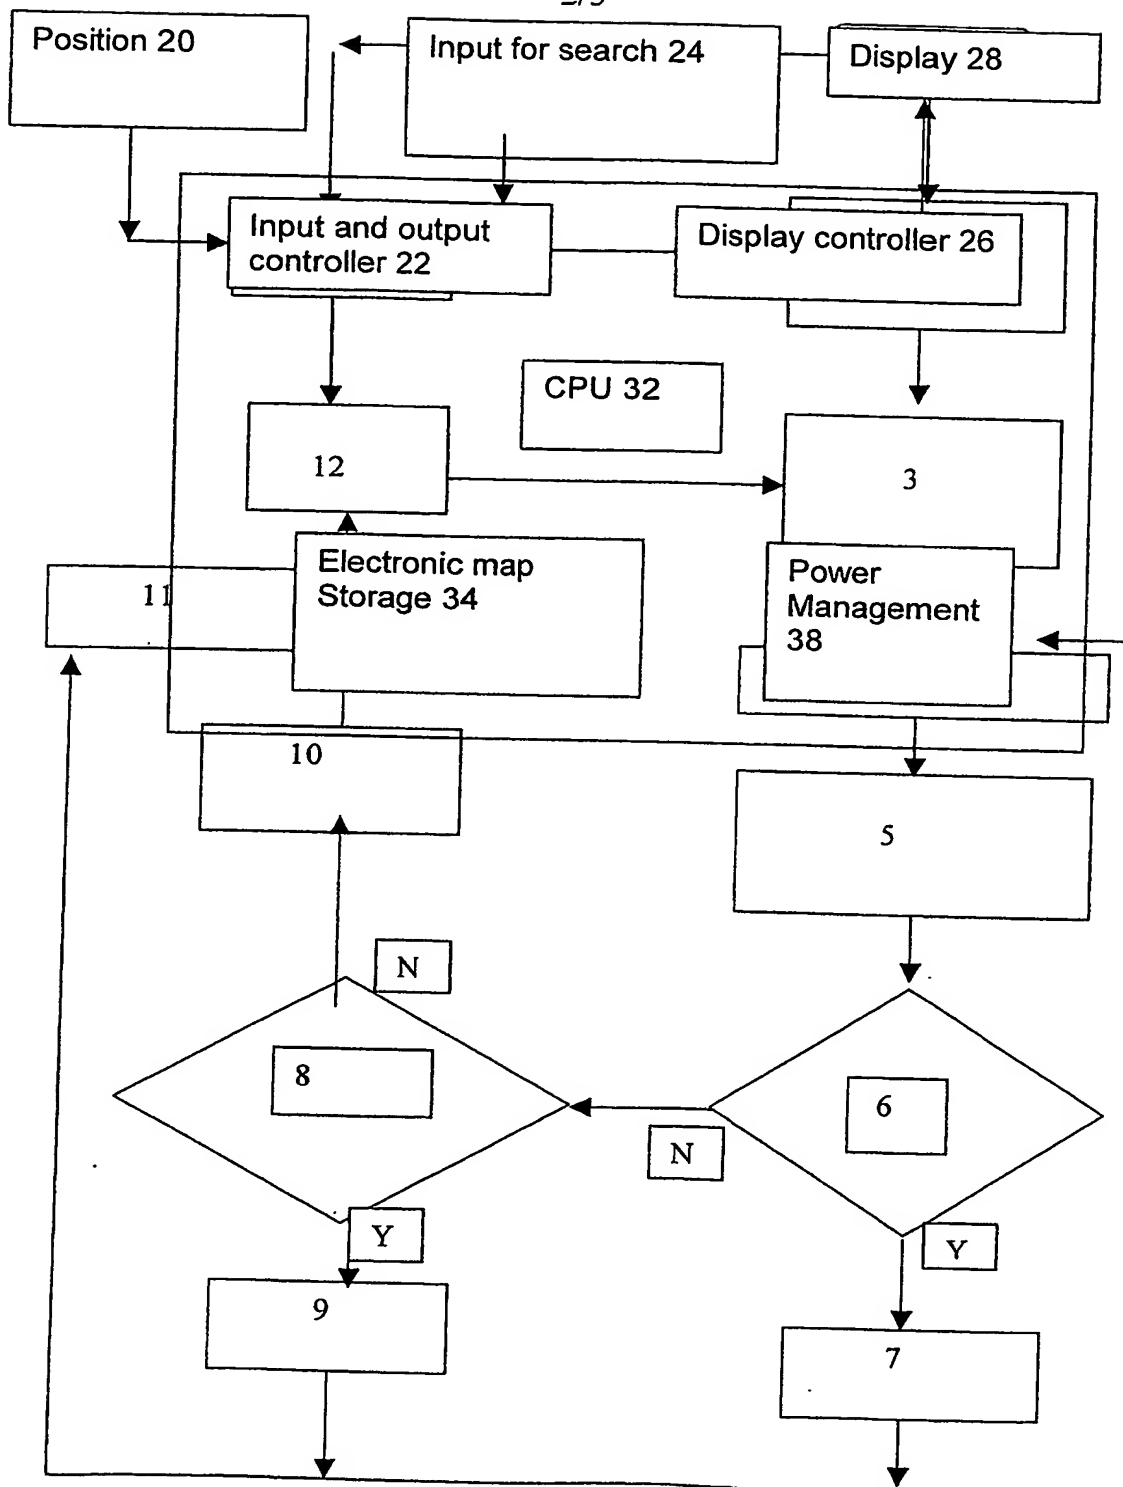 Position 20
Input for search 24
Display 28
Input and output
controller 22
Display controller 26
CPU 32
12
3
Electronic map
Storage 34
Power
Management
38
11
10
5
N
8
6
N
Y
Y
9
7